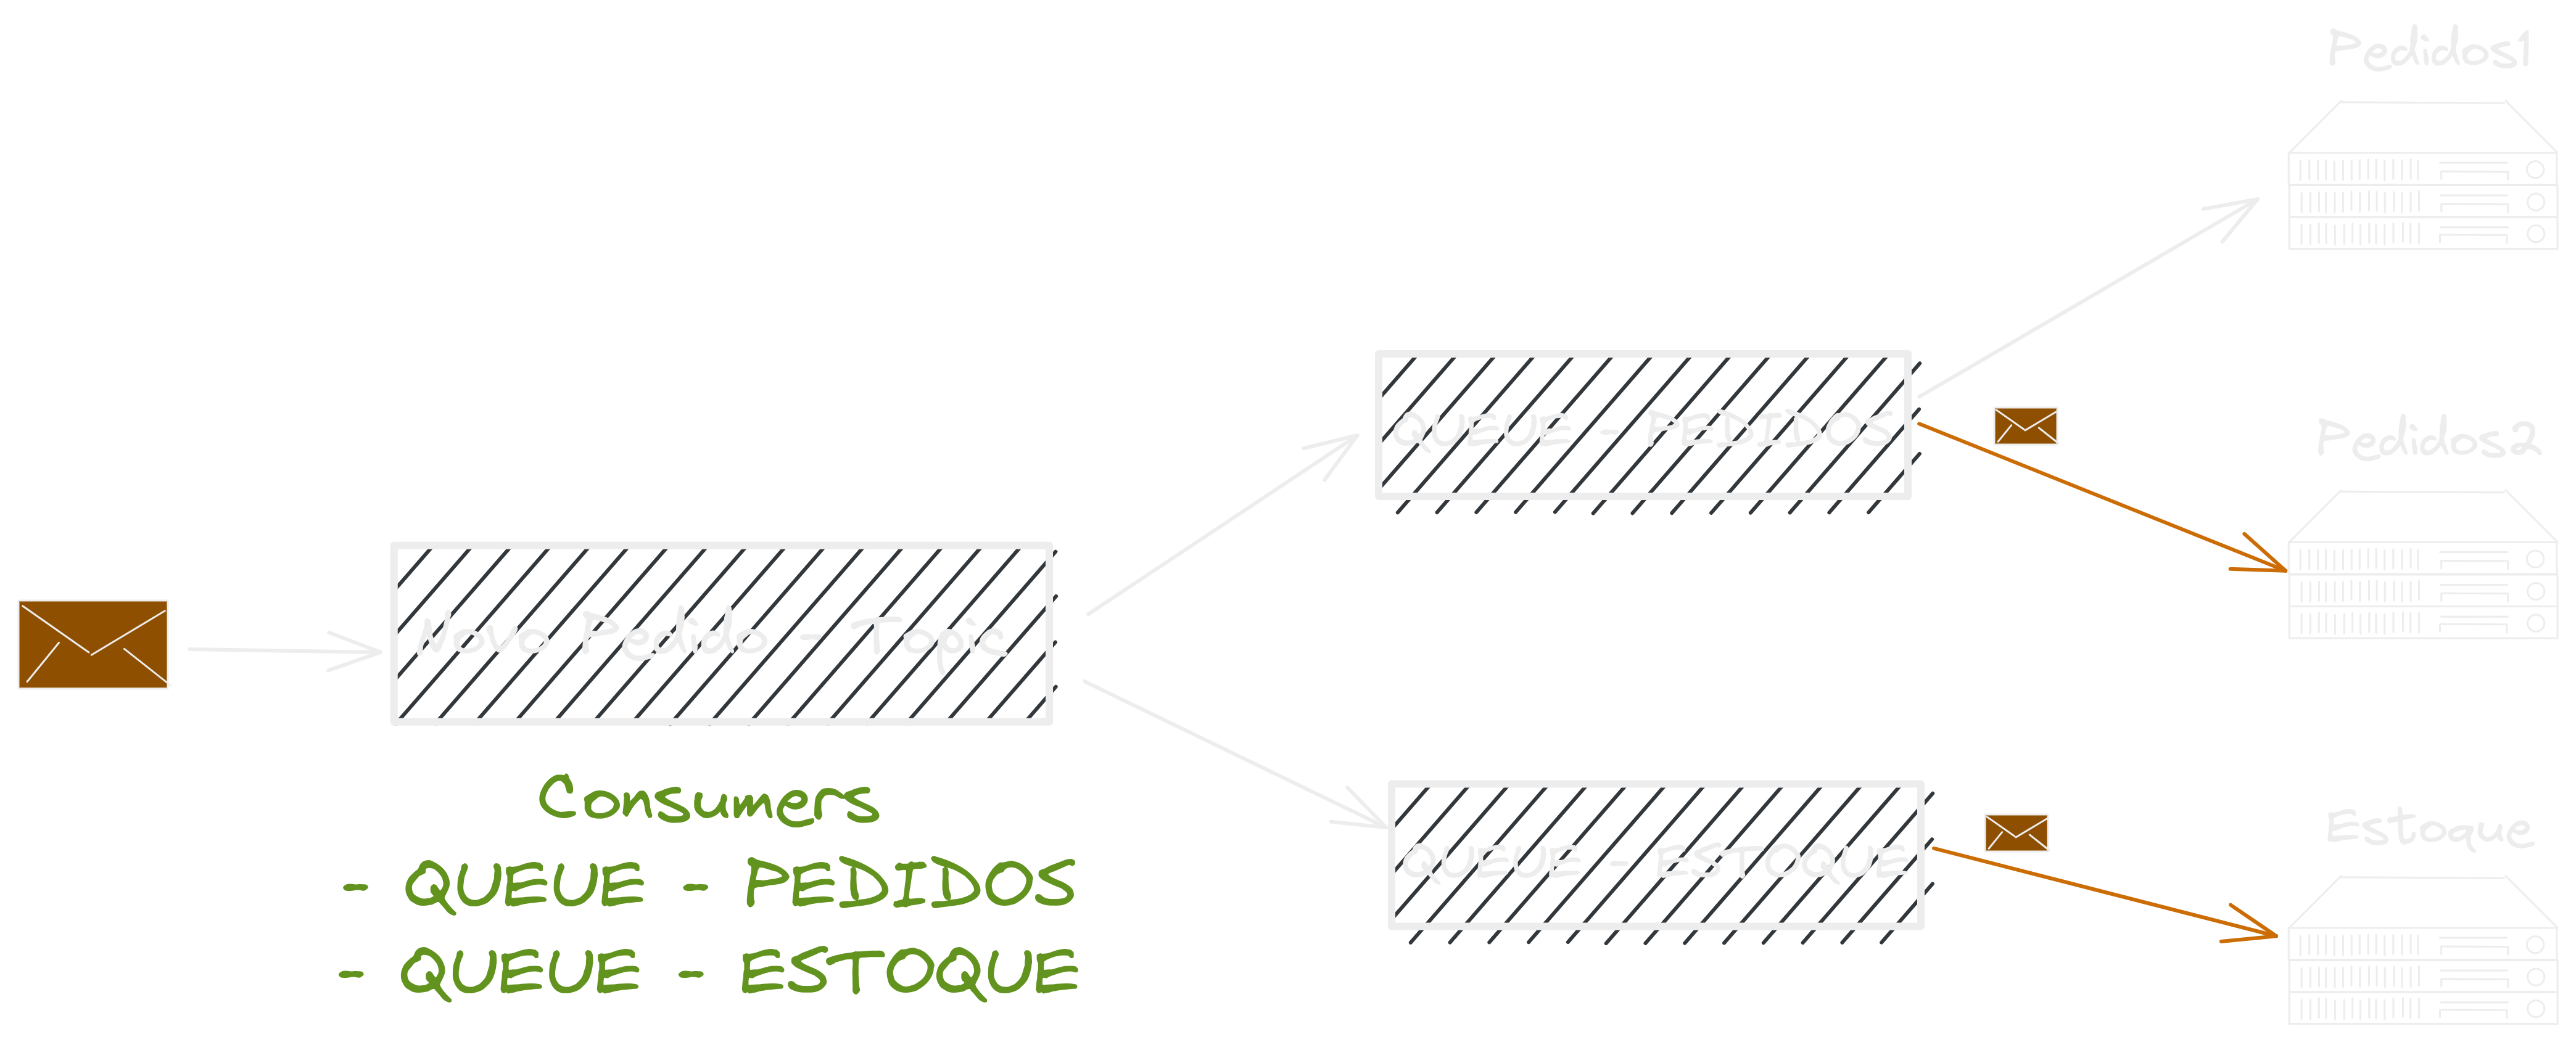 Pedidos1
QUEUE - PEDIDOS
Pedidos2
Novo Pedido - Topic
Consumers
- QUEUE - PEDIDOS
- QUEUE - ESTOQUE
QUEUE - ESTOQUE
Estoque